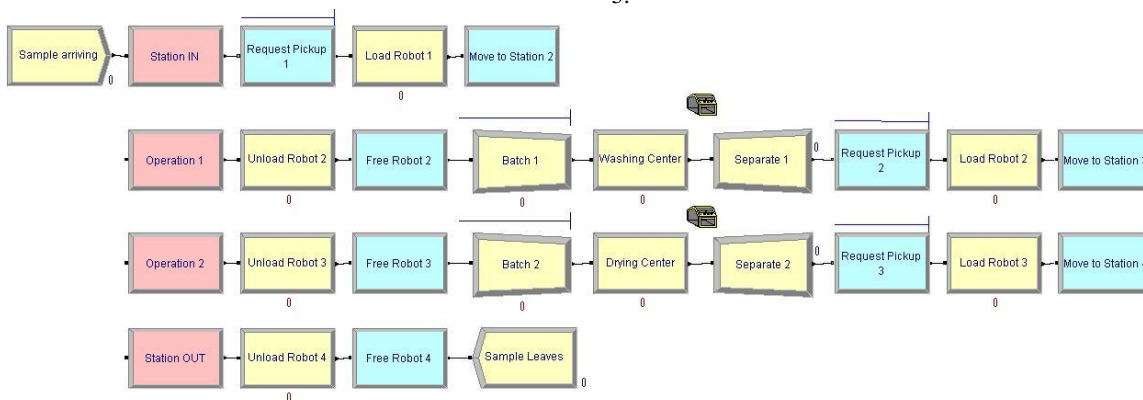 Sample arriving
0
Station IN
Request Pickup
1
Load Robot 1
0
Move to Station 2
Operation 1
Unload Robot 2
0
Free Robot 2
Batch 1
0
Washing Center
0
Separate 1
0
Request Pickup
2
Load Robot 2
0
Move to Station
Operation 2
Unload Robot 3
0
Free Robot 3
Batch 2
0
Drying Center
0
Separate 2
0
Request Pickup
3
Load Robot 3
0
Move to Station
Station OUT
Unload Robot 4
0
Free Robot 4
Sample Leaves
0